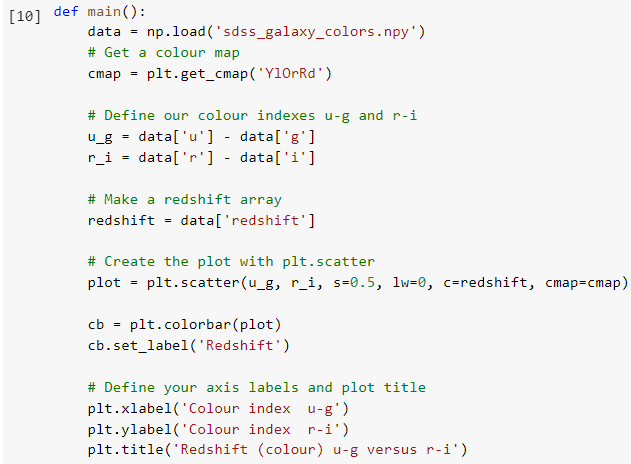 [10] def main():
    data = np.load('sdss_galaxy_colors.npy')
    # Get a colour map
    cmap = plt.get_cmap('YlOrRd')

    # Define our colour indexes u-g and r-i
    u_g = data['u'] - data['g']
    r_i = data['r'] - data['i']

    # Make a redshift array
    redshift = data['redshift']

    # Create the plot with plt.scatter
    plot = plt.scatter(u_g, r_i, s=0.5, lw=0, c=redshift, cmap=cmap)

    cb = plt.colorbar(plot)
    cb.set_label('Redshift')

    # Define your axis labels and plot title
    plt.xlabel('Colour index  u-g')
    plt.ylabel('Colour index  r-i')
    plt.title('Redshift (colour) u-g versus r-i')